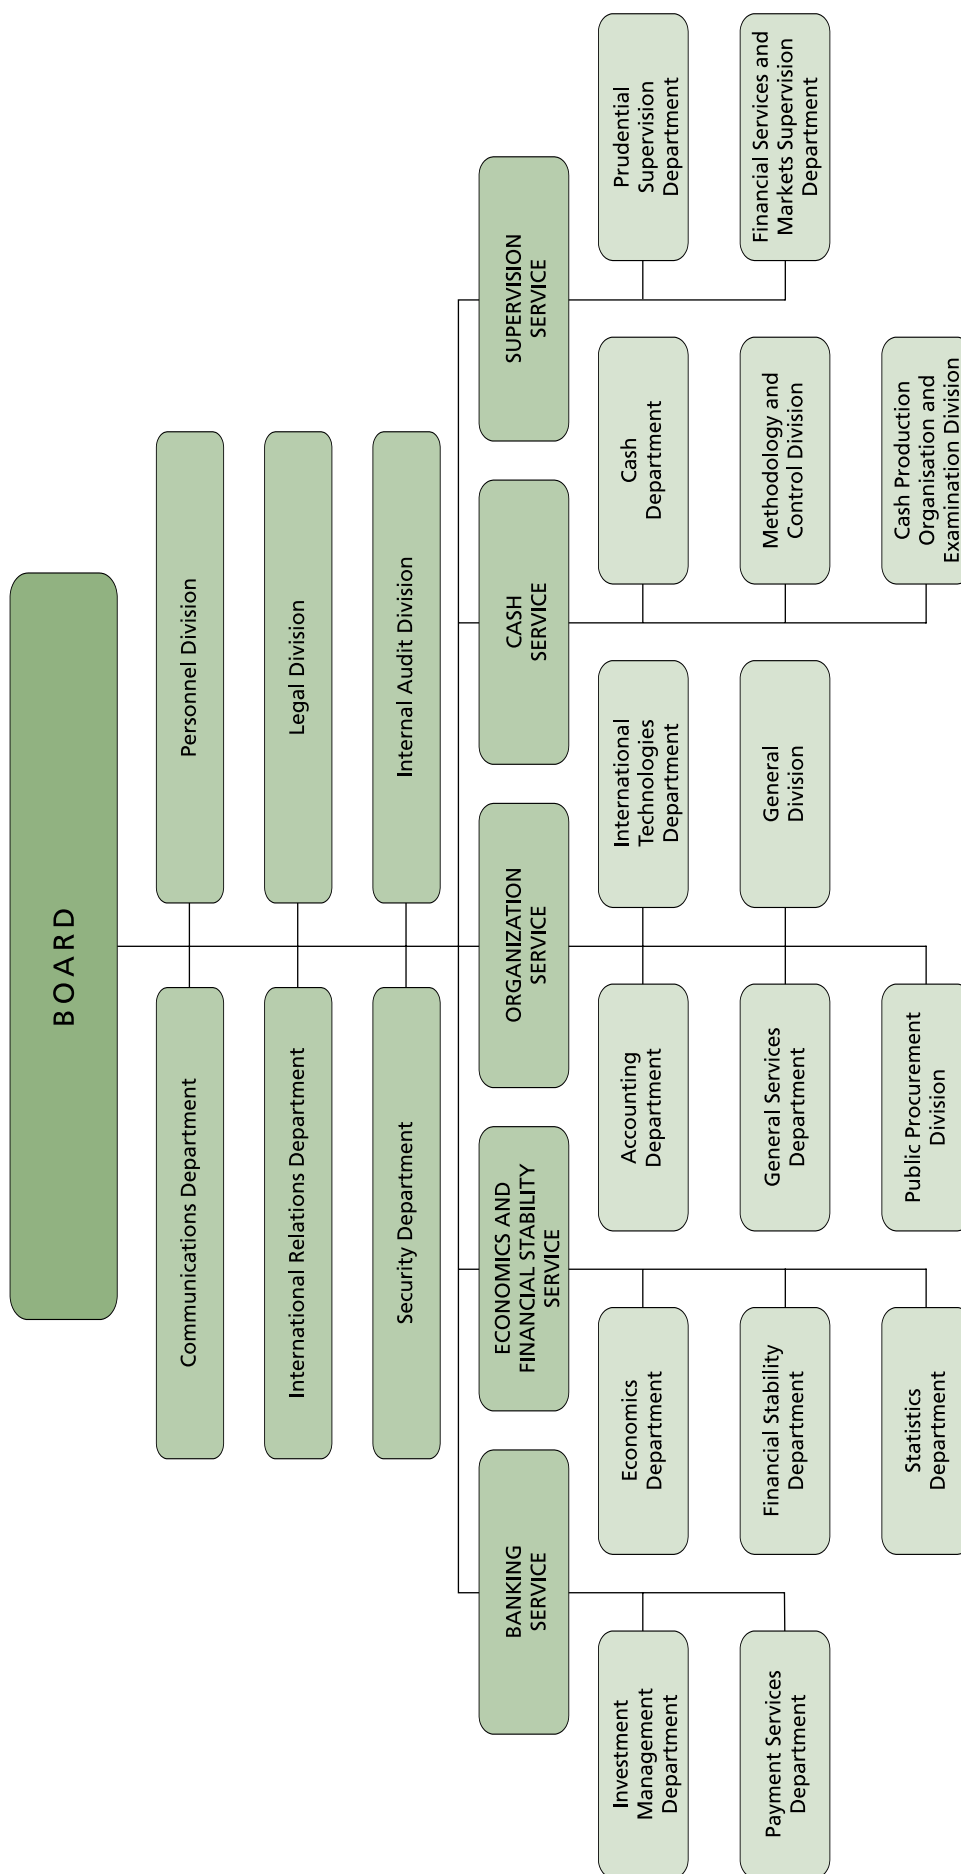 BOARD
Communications Department
Personnel Division
International Relations Department
Legal Division
Security Department
Internal Audit Division
BANKING
SERVICE
ECONOMICS AND
FINANCIAL STABILITY
SERVICE
ORGANIZATION
SERVICE
CASH
SERVICE
SUPERVISION
SERVICE
Investment
Management
Department
Economics
Department
Accounting
Department
International
Technologies
Department
Cash
Department
Prudential
Supervision
Department
Payment Services
Department
Financial Stability
Department
General Services
Department
General
Division
Methodology and
Control Division
Financial Services and
Markets Supervision
Department
Statistics
Department
Public Procurement
Division
Cash Production
Organisation and
Examination Division